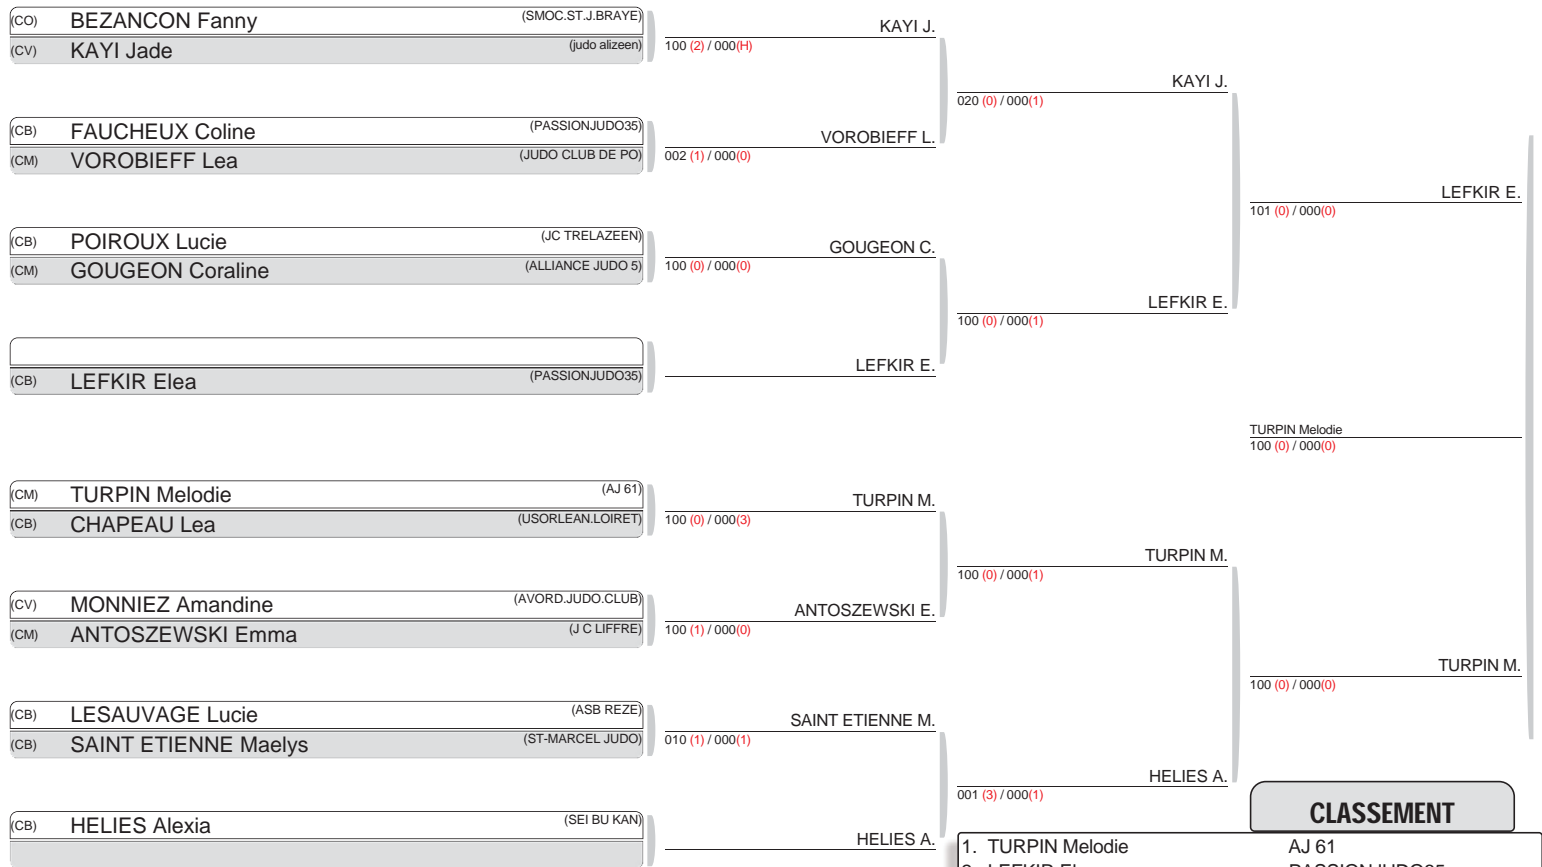 (CO) BEZANCON Fanny (SMOC.ST.J.BRAYE)
(CV) KAYI Jade (judo alizeen)
(CB) FAUCHEUX Coline (PASSIONJUDO35)
(CM) VOROBIEFF Lea (JUDO CLUB DE PO)
(CB) POIROUX Lucie (JC TRELAZEEN)
(CM) GOUGEON Coraline (ALLIANCE JUDO 5)
(CB) LEFKIR Elea (PASSIONJUDO35)
(CM) TURPIN Melodie (AJ 61)
(CB) CHAPEAU Lea (USORLEAN.LOIRET)
(CV) MONNIEZ Amandine (AVORD.JUDO.CLUB)
(CM) ANTOSZEWSKI Emma (J C LIFFRE)
(CB) LESAUVAGE Lucie (ASB REZE)
(CB) SAINT ETIENNE Maelys (ST-MARCEL JUDO)
(CB) HELIES Alexia (SEI BU KAN)
KAYI J.
100 (2) / 000(H)
VOROBIEFF L.
002 (1) / 000(0)
GOUGEON C.
100 (0) / 000(0)
LEFKIR E.
TURPIN M.
100 (0) / 000(3)
ANTOSZEWSKI E.
100 (1) / 000(0)
SAINT ETIENNE M.
010 (1) / 000(1)
HELIES A.
KAYI J.
020 (0) / 000(1)
LEFKIR E.
100 (0) / 000(1)
TURPIN M.
100 (0) / 000(1)
HELIES A.
001 (3) / 000(1)
LEFKIR E.
101 (0) / 000(0)
TURPIN Melodie
100 (0) / 000(0)
TURPIN M.
100 (0) / 000(0)
CLASSEMENT
1. TURPIN Melodie AJ 61
2. LEFKIR Elea PASSIONJUDO35